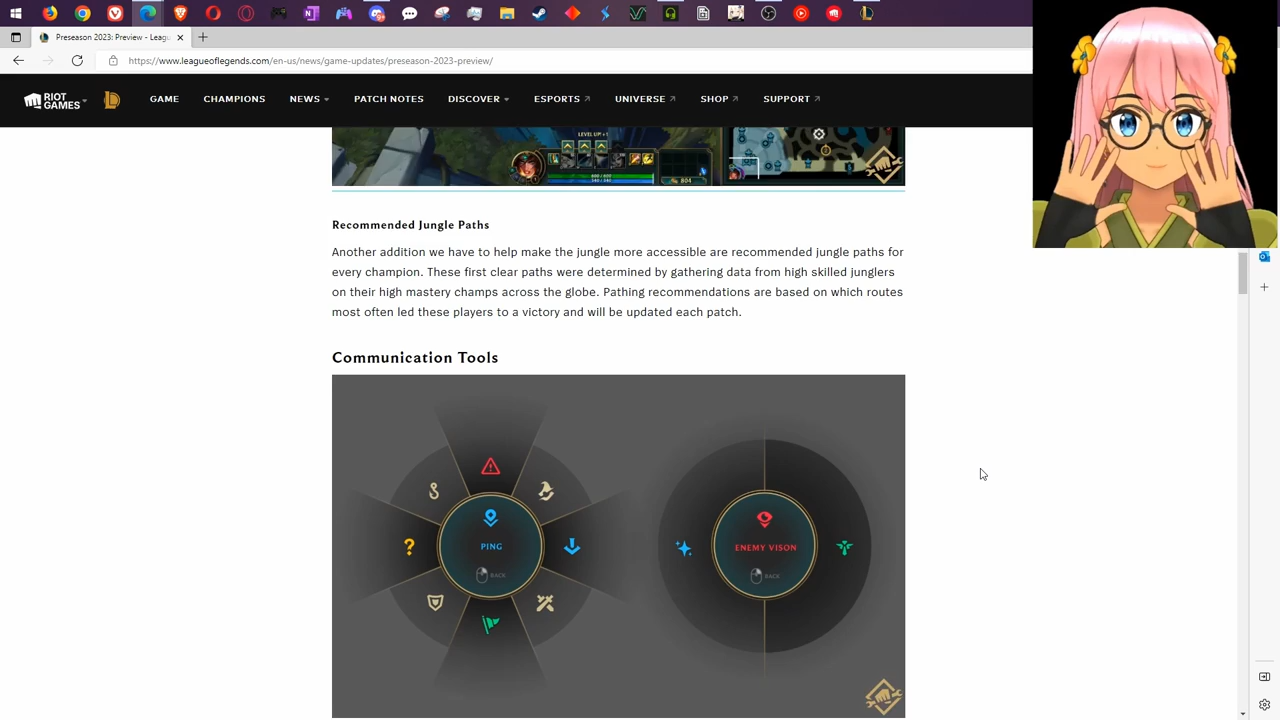 Preseason 2023: Preview - Leagu
https://www.leagueoflegends.com/en-us/news/game-updates/preseason-2023-preview/
RIOT GAMES
GAME
CHAMPIONS
NEWS
PATCH NOTES
DISCOVER
ESPORTS
UNIVERSE
SHOP
SUPPORT
LEVEL UP! +1
804
Recommended Jungle Paths
Another addition we have to help make the jungle more accessible are recommended jungle paths for
every champion. These first clear paths were determined by gathering data from high skilled junglers
on their high mastery champs across the globe. Pathing recommendations are based on which routes
most often led these players to a victory and will be updated each patch.
Communication Tools
PING
BACK
ENEMY VISON
BACK